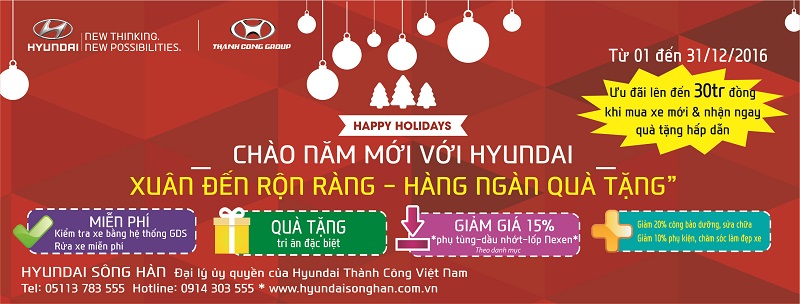 HYUNDAI
NEW THINKING.
NEW POSSIBILITIES.
THANH CONG GROUP
Từ 01 đến 31/12/2016
Ưu đãi lên đến 30tr đồng
khi mua xe mới & nhận ngay
quà tặng hấp dẫn
HAPPY HOLIDAYS
_ CHÀO NĂM MỚI VỚI HYUNDAI _
XUÂN ĐẾN RỘN RÀNG - HÀNG NGÀN QUÀ TẶNG”
MIỄN PHÍ
Kiểm tra xe bằng hệ thống GDS
Rửa xe miễn phí
QUÀ TẶNG
tri ân đặc biệt
GIẢM GIÁ 15%
*phụ tùng-dầu nhớt-lốp Nexen*
Theo danh mục
Giảm 20% công bảo dưỡng, sửa chữa
Giảm 10% phụ kiện, chăm sóc làm đẹp xe
HYUNDAI SÔNG HÀN Đại lý ủy quyền của Hyundai Thành Công Việt Nam
Tel: 05113 783 555 Hotline: 0914 303 555 * www.hyundaisonghan.com.vn